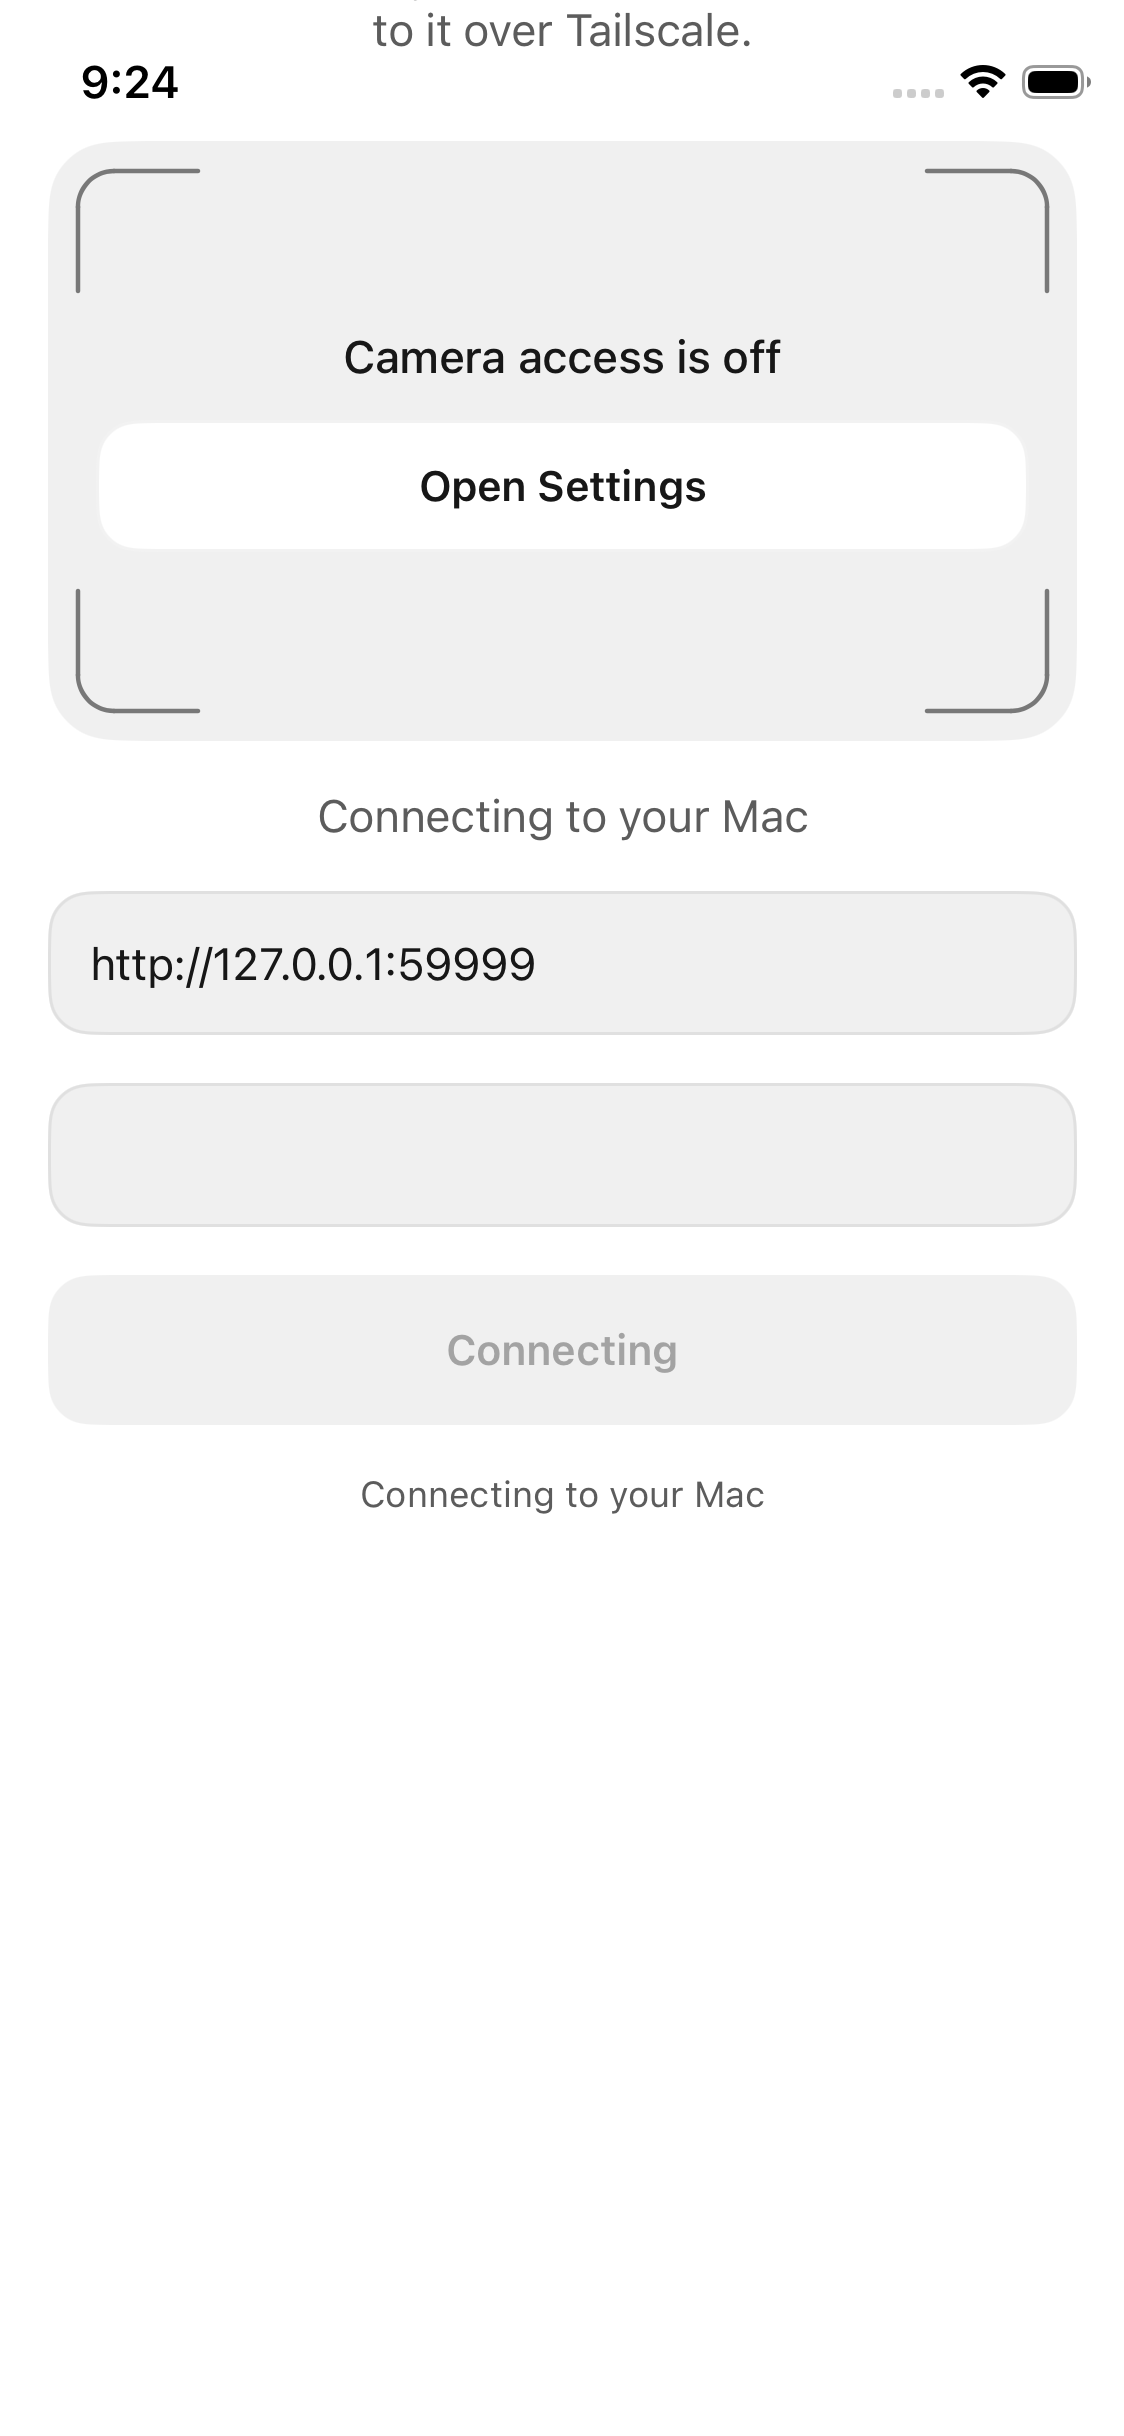 to it over Tailscale.
9:24
Camera access is off
Open Settings
Connecting to your Mac
http://127.0.0.1:59999
Connecting
Connecting to your Mac